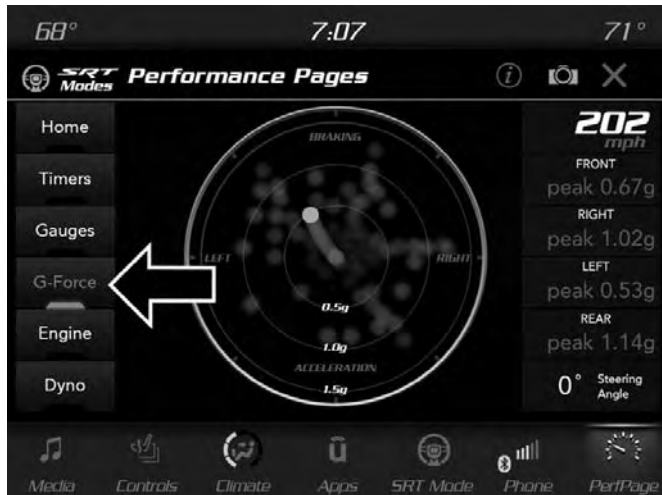 68°
7:07
71°
SRT
Modes
Performance Pages
i
Home
Timers
Gauges
G-Force
Engine
Dyno
BRAKING
LEFT
RIGHT
0.5g
1.0g
ACCELERATION
1.5g
202
mph
FRONT
peak 0.67g
RIGHT
peak 1.02g
LEFT
peak 0.53g
REAR
peak 1.14g
0° Steering
Angle
Media
Controls
Climate
Apps
SRT Mode
Phone
PerfPage